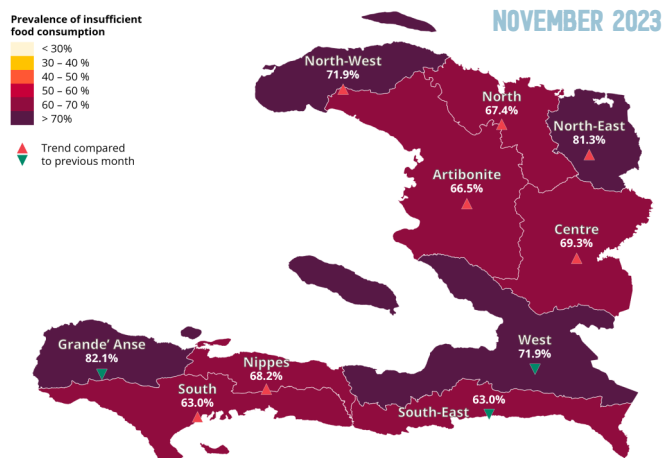 Prevalence of insufficient
food consumption
< 30%
30 – 40 %
40 – 50 %
50 – 60 %
60 – 70 %
> 70%
Trend compared
to previous month
NOVEMBER 2023
North-West
71.9%
North
67.4%
North-East
81.3%
Artibonite
66.5%
Centre
69.3%
West
71.9%
Grande’ Anse
82.1%
Nippes
68.2%
South
63.0%
63.0%
South-East